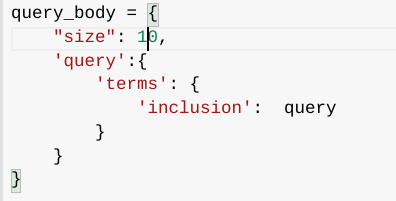 query_body = {
    "size": 10,
    'query':{
        'terms': {
            'inclusion':  query
        }
    }
}